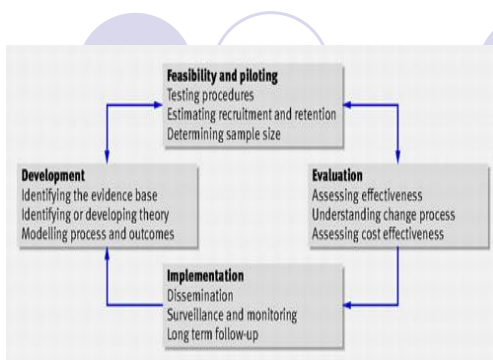 Feasibility and piloting
Testing procedures
Estimating recruitment and retention
Determining sample size
Development
Identifying the evidence base
Identifying or developing theory
Modelling process and outcomes
Evaluation
Assessing effectiveness
Understanding change process
Assessing cost effectiveness
Implementation
Dissemination
Surveillance and monitoring
Long term follow-up